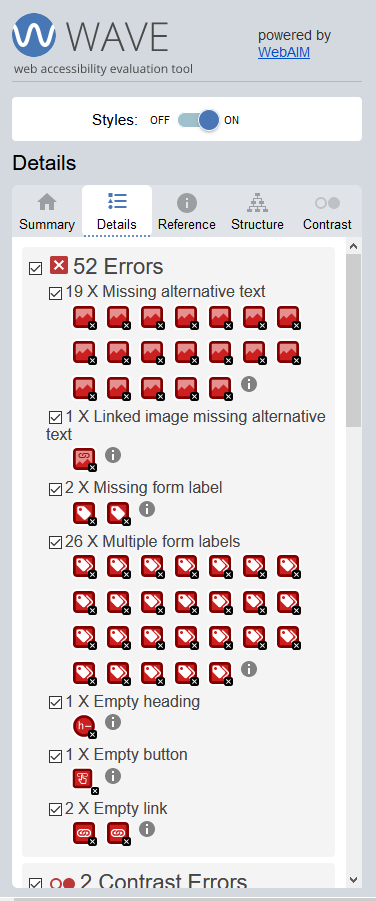 WAVE
web accessibility evaluation tool
powered by
WebAIM
Styles: OFF ON
Details
Summary Details Reference Structure Contrast
52 Errors
19 X Missing alternative text
1 X Linked image missing alternative
text
2 X Missing form label
26 X Multiple form labels
1 X Empty heading
h-
1 X Empty button
2 X Empty link
2 Contrast Errors